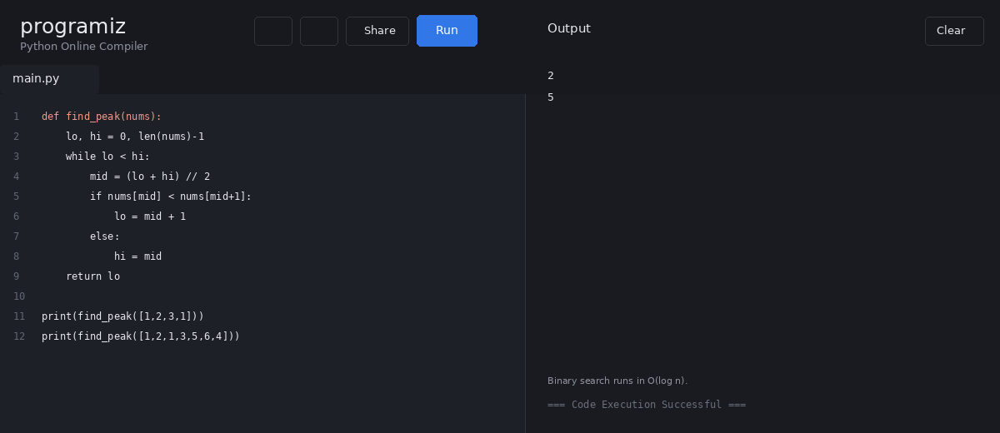 programiz
Python Online Compiler
Share
Run
Output
Clear
main.py
1 def find_peak(nums):
2     lo, hi = 0, len(nums)-1
3     while lo < hi:
4         mid = (lo + hi) // 2
5         if nums[mid] < nums[mid+1]:
6             lo = mid + 1
7         else:
8             hi = mid
9     return lo
10
11 print(find_peak([1,2,3,1]))
12 print(find_peak([1,2,1,3,5,6,4]))
2
5
Binary search runs in O(log n).
=== Code Execution Successful ===